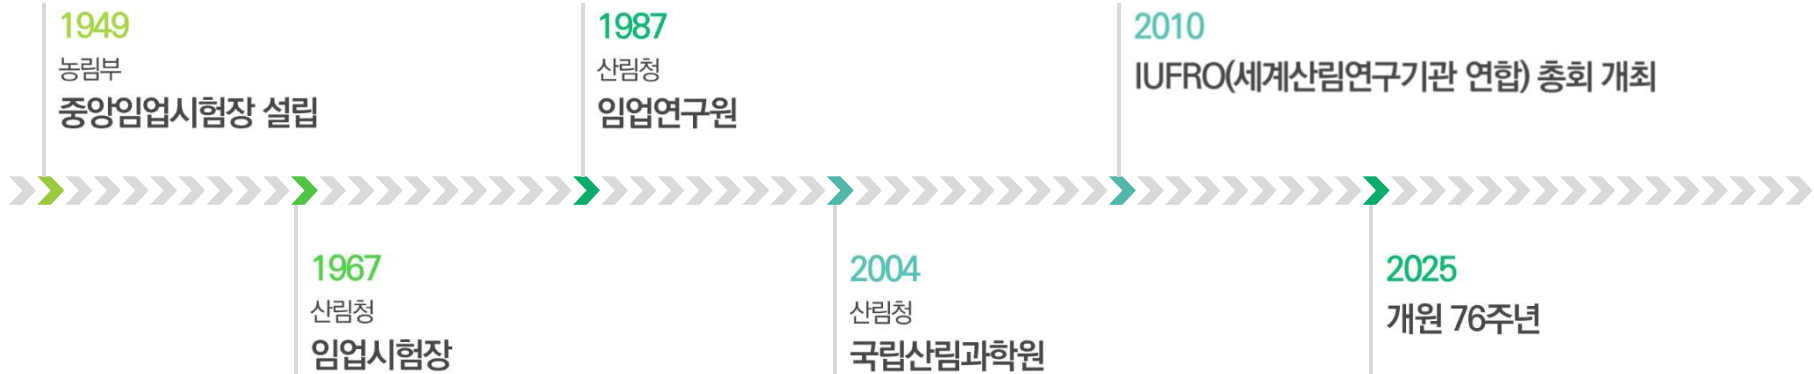 1949
농림부
중앙임업시험장 설립
1967
산림청
임업시험장
1987
산림청
임업연구원
2004
산림청
국립산림과학원
2010
IUFRO(세계산림연구기관 연합) 총회 개최
2025
개원 76주년